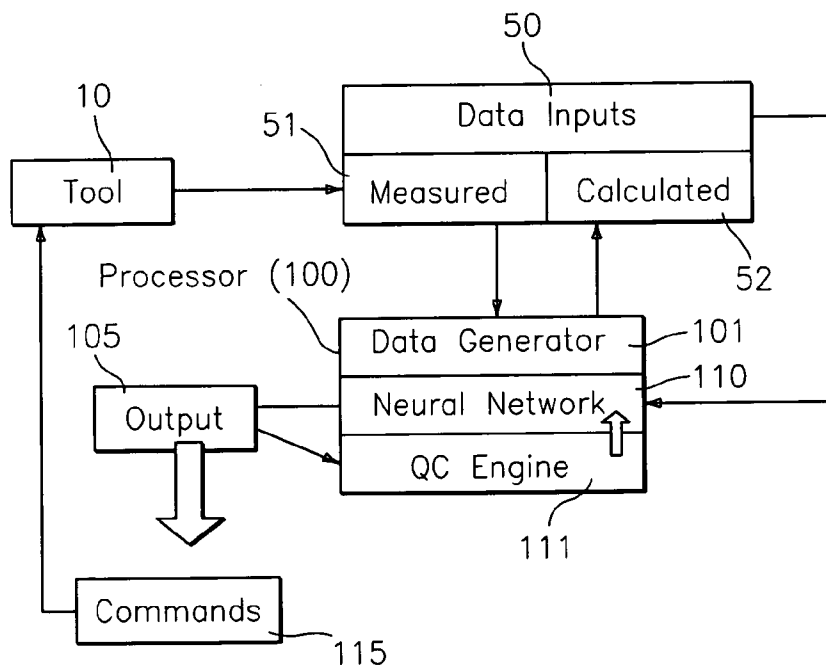 50
Data Inputs
10
51
Tool
Measured
Calculated
52
Processor (100)
105
Data Generator
101
110
Output
Neural Network
QC Engine
111
Commands
115